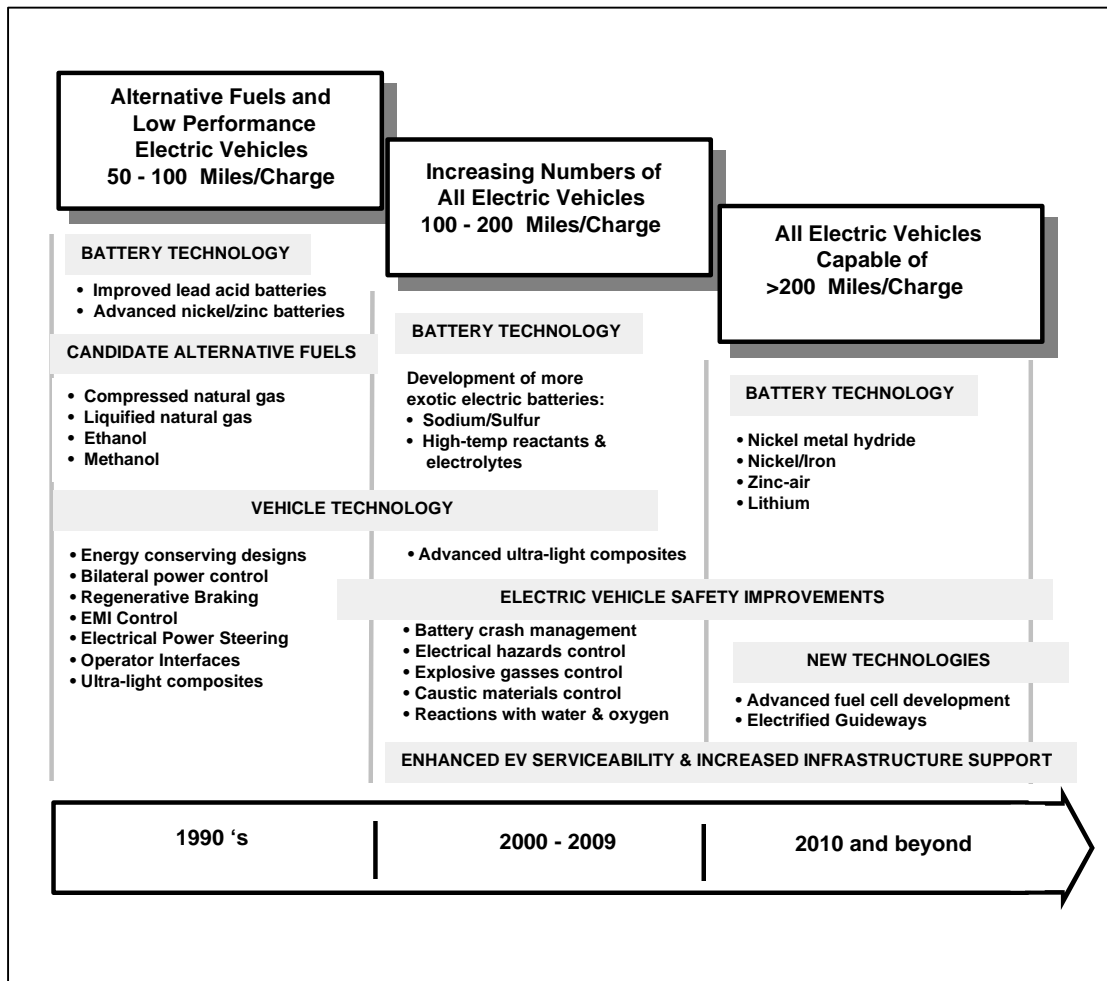 Alternative Fuels and
Low Performance
Electric Vehicles
50 - 100 Miles/Charge
BATTERY TECHNOLOGY
• Improved lead acid batteries
• Advanced nickel/zinc batteries
CANDIDATE ALTERNATIVE FUELS
• Compressed natural gas
• Liquified natural gas
• Ethanol
• Methanol
Increasing Numbers of
All Electric Vehicles
100 - 200 Miles/Charge
BATTERY TECHNOLOGY
Development of more
exotic electric batteries:
• Sodium/Sulfur
• High-temp reactants &
electrolytes
All Electric Vehicles
Capable of
>200 Miles/Charge
BATTERY TECHNOLOGY
• Nickel metal hydride
• Nickel/Iron
• Zinc-air
• Lithium
VEHICLE TECHNOLOGY
• Energy conserving designs
• Bilateral power control
• Regenerative Braking
• EMI Control
• Electrical Power Steering
• Operator Interfaces
• Ultra-light composites
• Advanced ultra-light composites
ELECTRIC VEHICLE SAFETY IMPROVEMENTS
• Battery crash management
• Electrical hazards control
• Explosive gasses control
• Caustic materials control
• Reactions with water & oxygen
NEW TECHNOLOGIES
• Advanced fuel cell development
• Electrified Guideways
ENHANCED EV SERVICEABILITY & INCREASED INFRASTRUCTURE SUPPORT
1990 ‘s
2000 - 2009
2010 and beyond